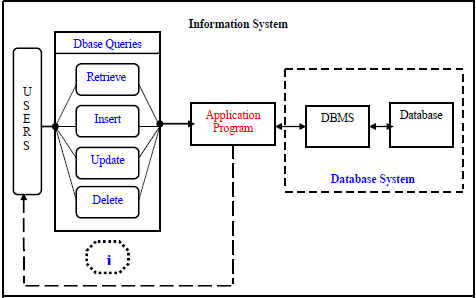 Information System
Dbase Queries
USERS
Retrieve
Insert
Update
Delete
Application
Program
DBMS
Database
Database System
i